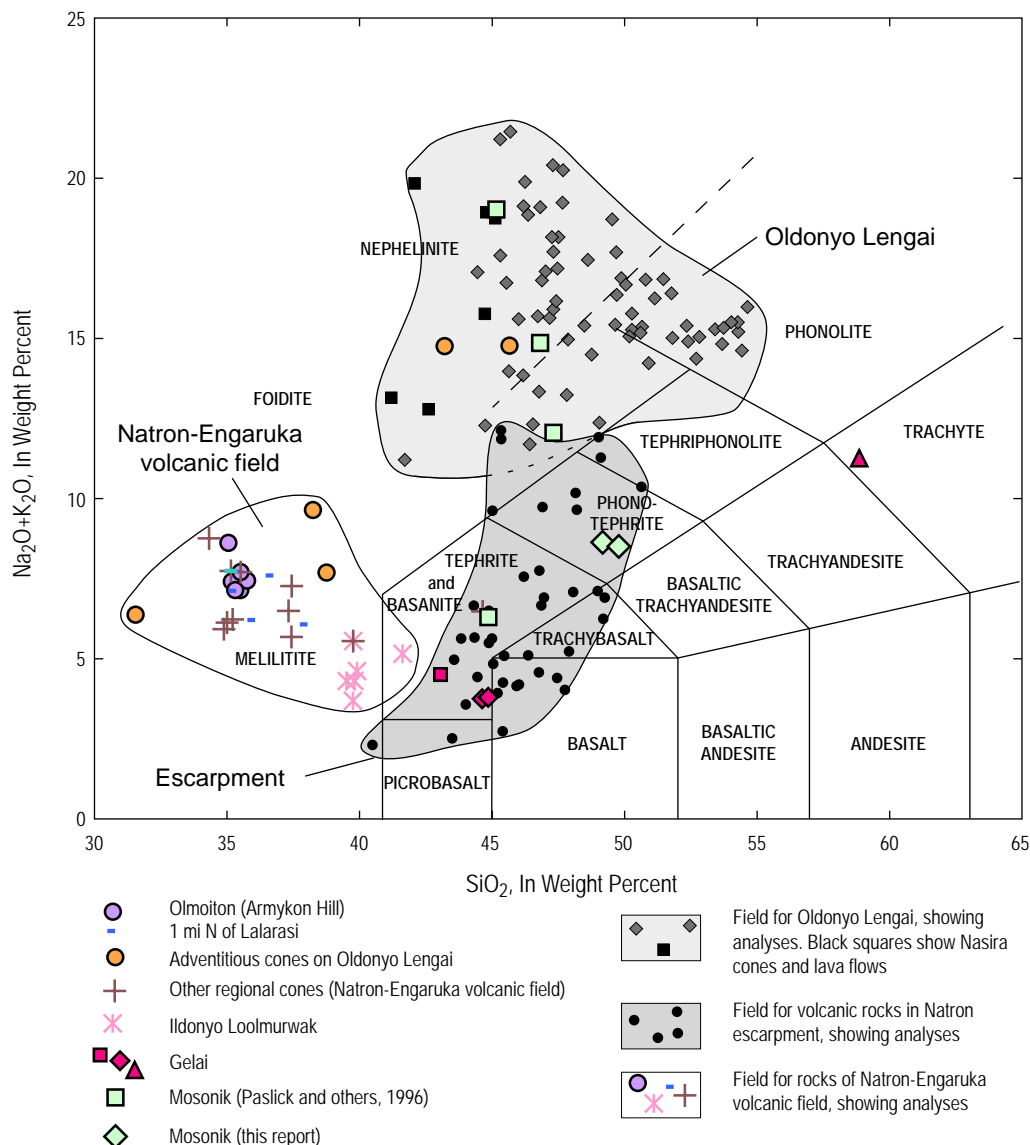 25
20
15
10
5
0
Na2O+K2O, In Weight Percent
NEPHELINITE
Oldonyo Lengai
PHONOLITE
FOIDITE
Natron-Engaruka
volcanic field
TEPHRIPHONOLITE
TRACHYTE
PHONO-
TEPHRITE
TEPHRITE
and
BASANITE
TRACHYANDESITE
BASALTIC
TRACHYANDESITE
TRACHYBASALT
MELILITITE
BASALT
BASALTIC
ANDESITE
ANDESITE
Escarpment
PICROBASALT
30
35
40
45
50
55
60
65
SiO2, In Weight Percent
Olmoiton (Armykon Hill)
1 mi N of Lalarasi
Adventitious cones on Oldonyo Lengai
Other regional cones (Natron-Engaruka volcanic field)
Ildonyo Loolmurwak
Gelai
Mosonik (Paslick and others, 1996)
Mosonik (this report)
Field for Oldonyo Lengai, showing
analyses. Black squares show Nasira
cones and lava flows
Field for volcanic rocks in Natron
escarpment, showing analyses
Field for rocks of Natron-Engaruka
volcanic field, showing analyses